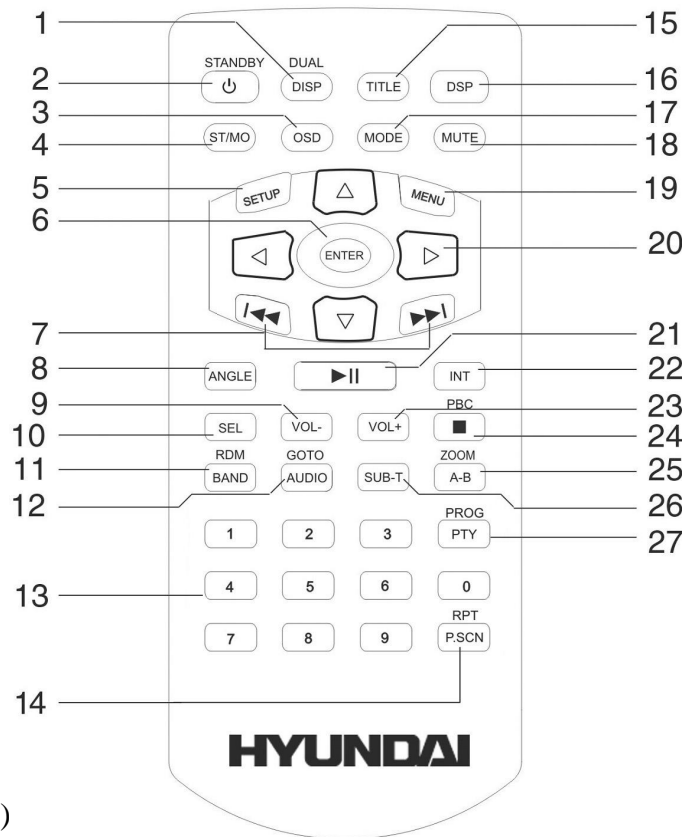 1 15
STANDBY DUAL
2 DISP TITLE DSP 16
3 17
4 ST/MO OSD MODE MUTE 18
5 SETUP MENU 19
6 ENTER 20
7 21
8 ANGLE INT 22
9 PBC 23
10 SEL VOL- VOL+ 24
RDM GOTO ZOOM
11 BAND AUDIO SUB-T A-B 25
12 26
PROG
1 2 3 PTY 27
13 4 5 6 0
RPT
7 8 9 P.SCN
14
HYUNDAI
)